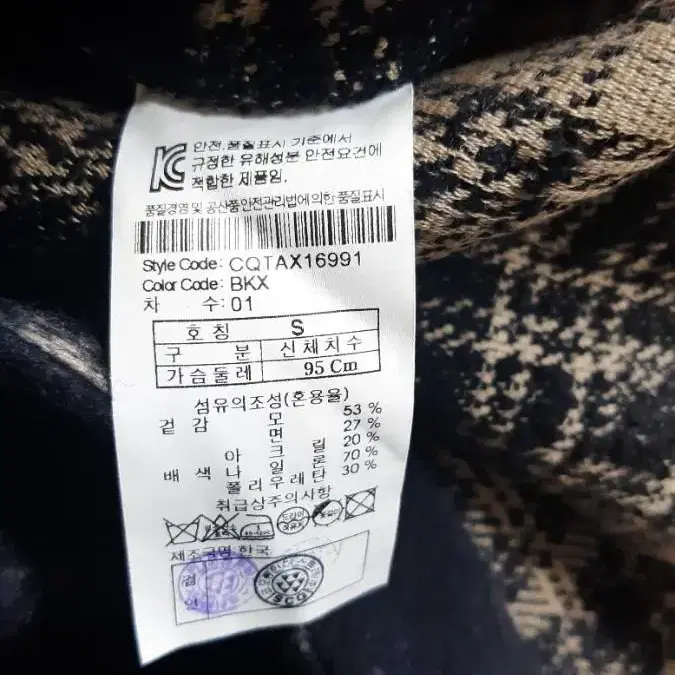 KC 안전.품질표시 기준에서
규정한 유해성분 안전요건에
적합한 제품임.
품질경영 및 공산품안전관리법에 의한 품질표시
Style Code: CQTAX16991
Color Code: BKX
차 수: 01
호 칭 S
구 분 신 체 치 수
가슴둘레 95 Cm
섬유의조성(혼용율)
겉 감 모 53 %
면 27 %
아 크 릴 20 %
배 색 나 일 론 70 %
폴 리 우 레 탄 30 %
취급상주의사항
드라이
제조국명 한국
검
인